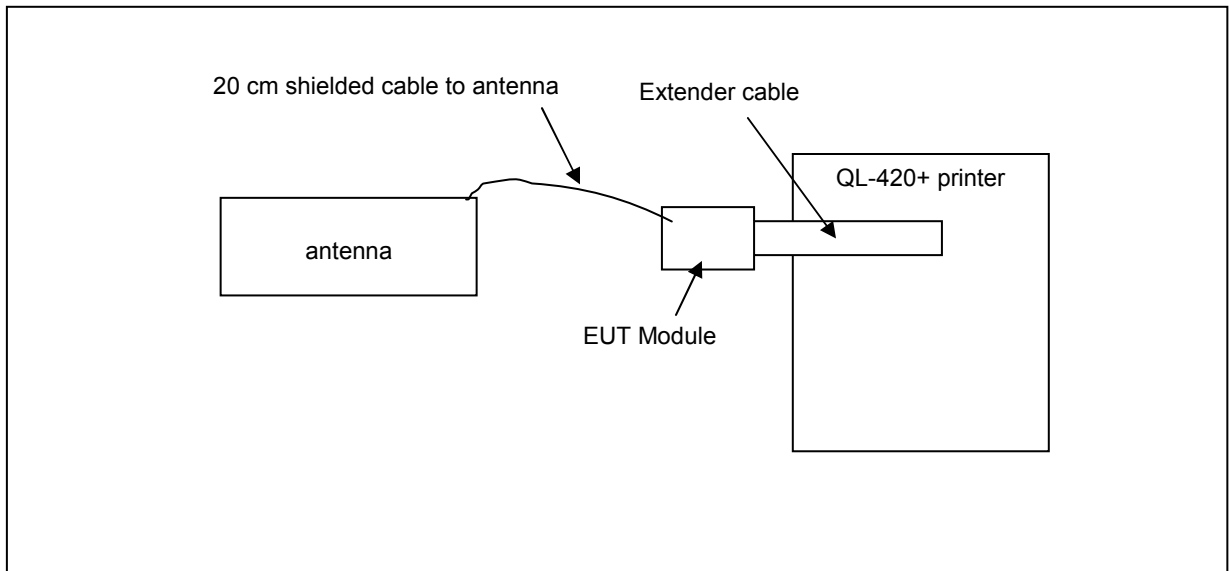 20 cm shielded cable to antenna
Extender cable
QL-420+ printer
antenna
EUT Module